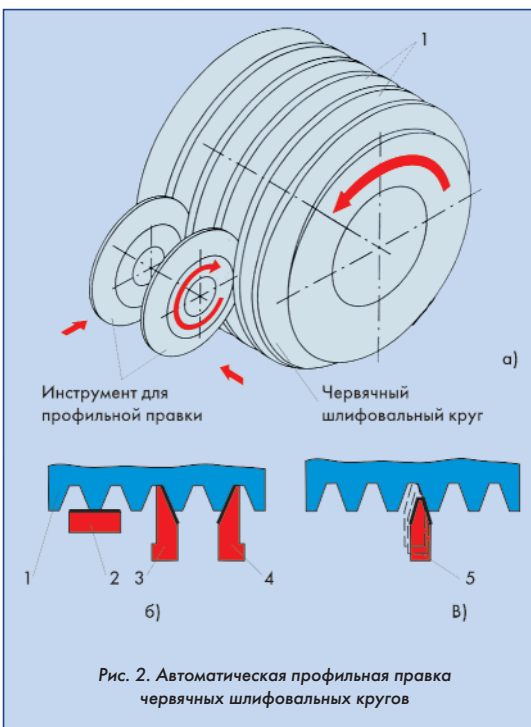 1
а)
Инструмент для
профильной правки
Червячный
шлифовальный круг
1 2 3 4
5
б)
В)
Рис. 2. Автоматическая профильная правка
червячных шлифовальных кругов